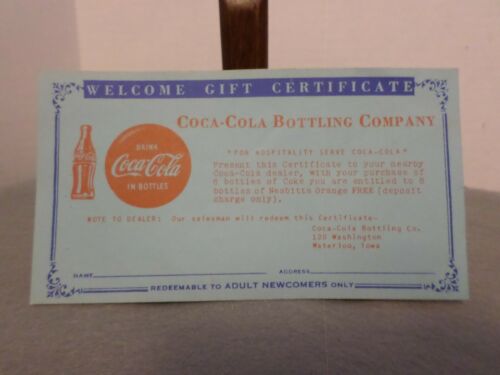 WELCOME GIFT CERTIFICATE
COCA-COLA BOTTLING COMPANY
DRINK
Coca-Cola
IN BOTTLES
"FOR HOSPITALITY SERVE COCA-COLA"
Present this Certificate to your nearby
Coca-Cola dealer, with your purchase of
6 bottles of Coke you are entitled to 6
bottles of Nesbitts Orange FREE (deposit
charge only).
NOTE TO DEALER: Our salesman will redeem this Certificate-
Coca-Cola Bottling Co.
120 Washington
Waterloo, Iowa
NAME ADDRESS
REDEEMABLE TO ADULT NEWCOMERS ONLY